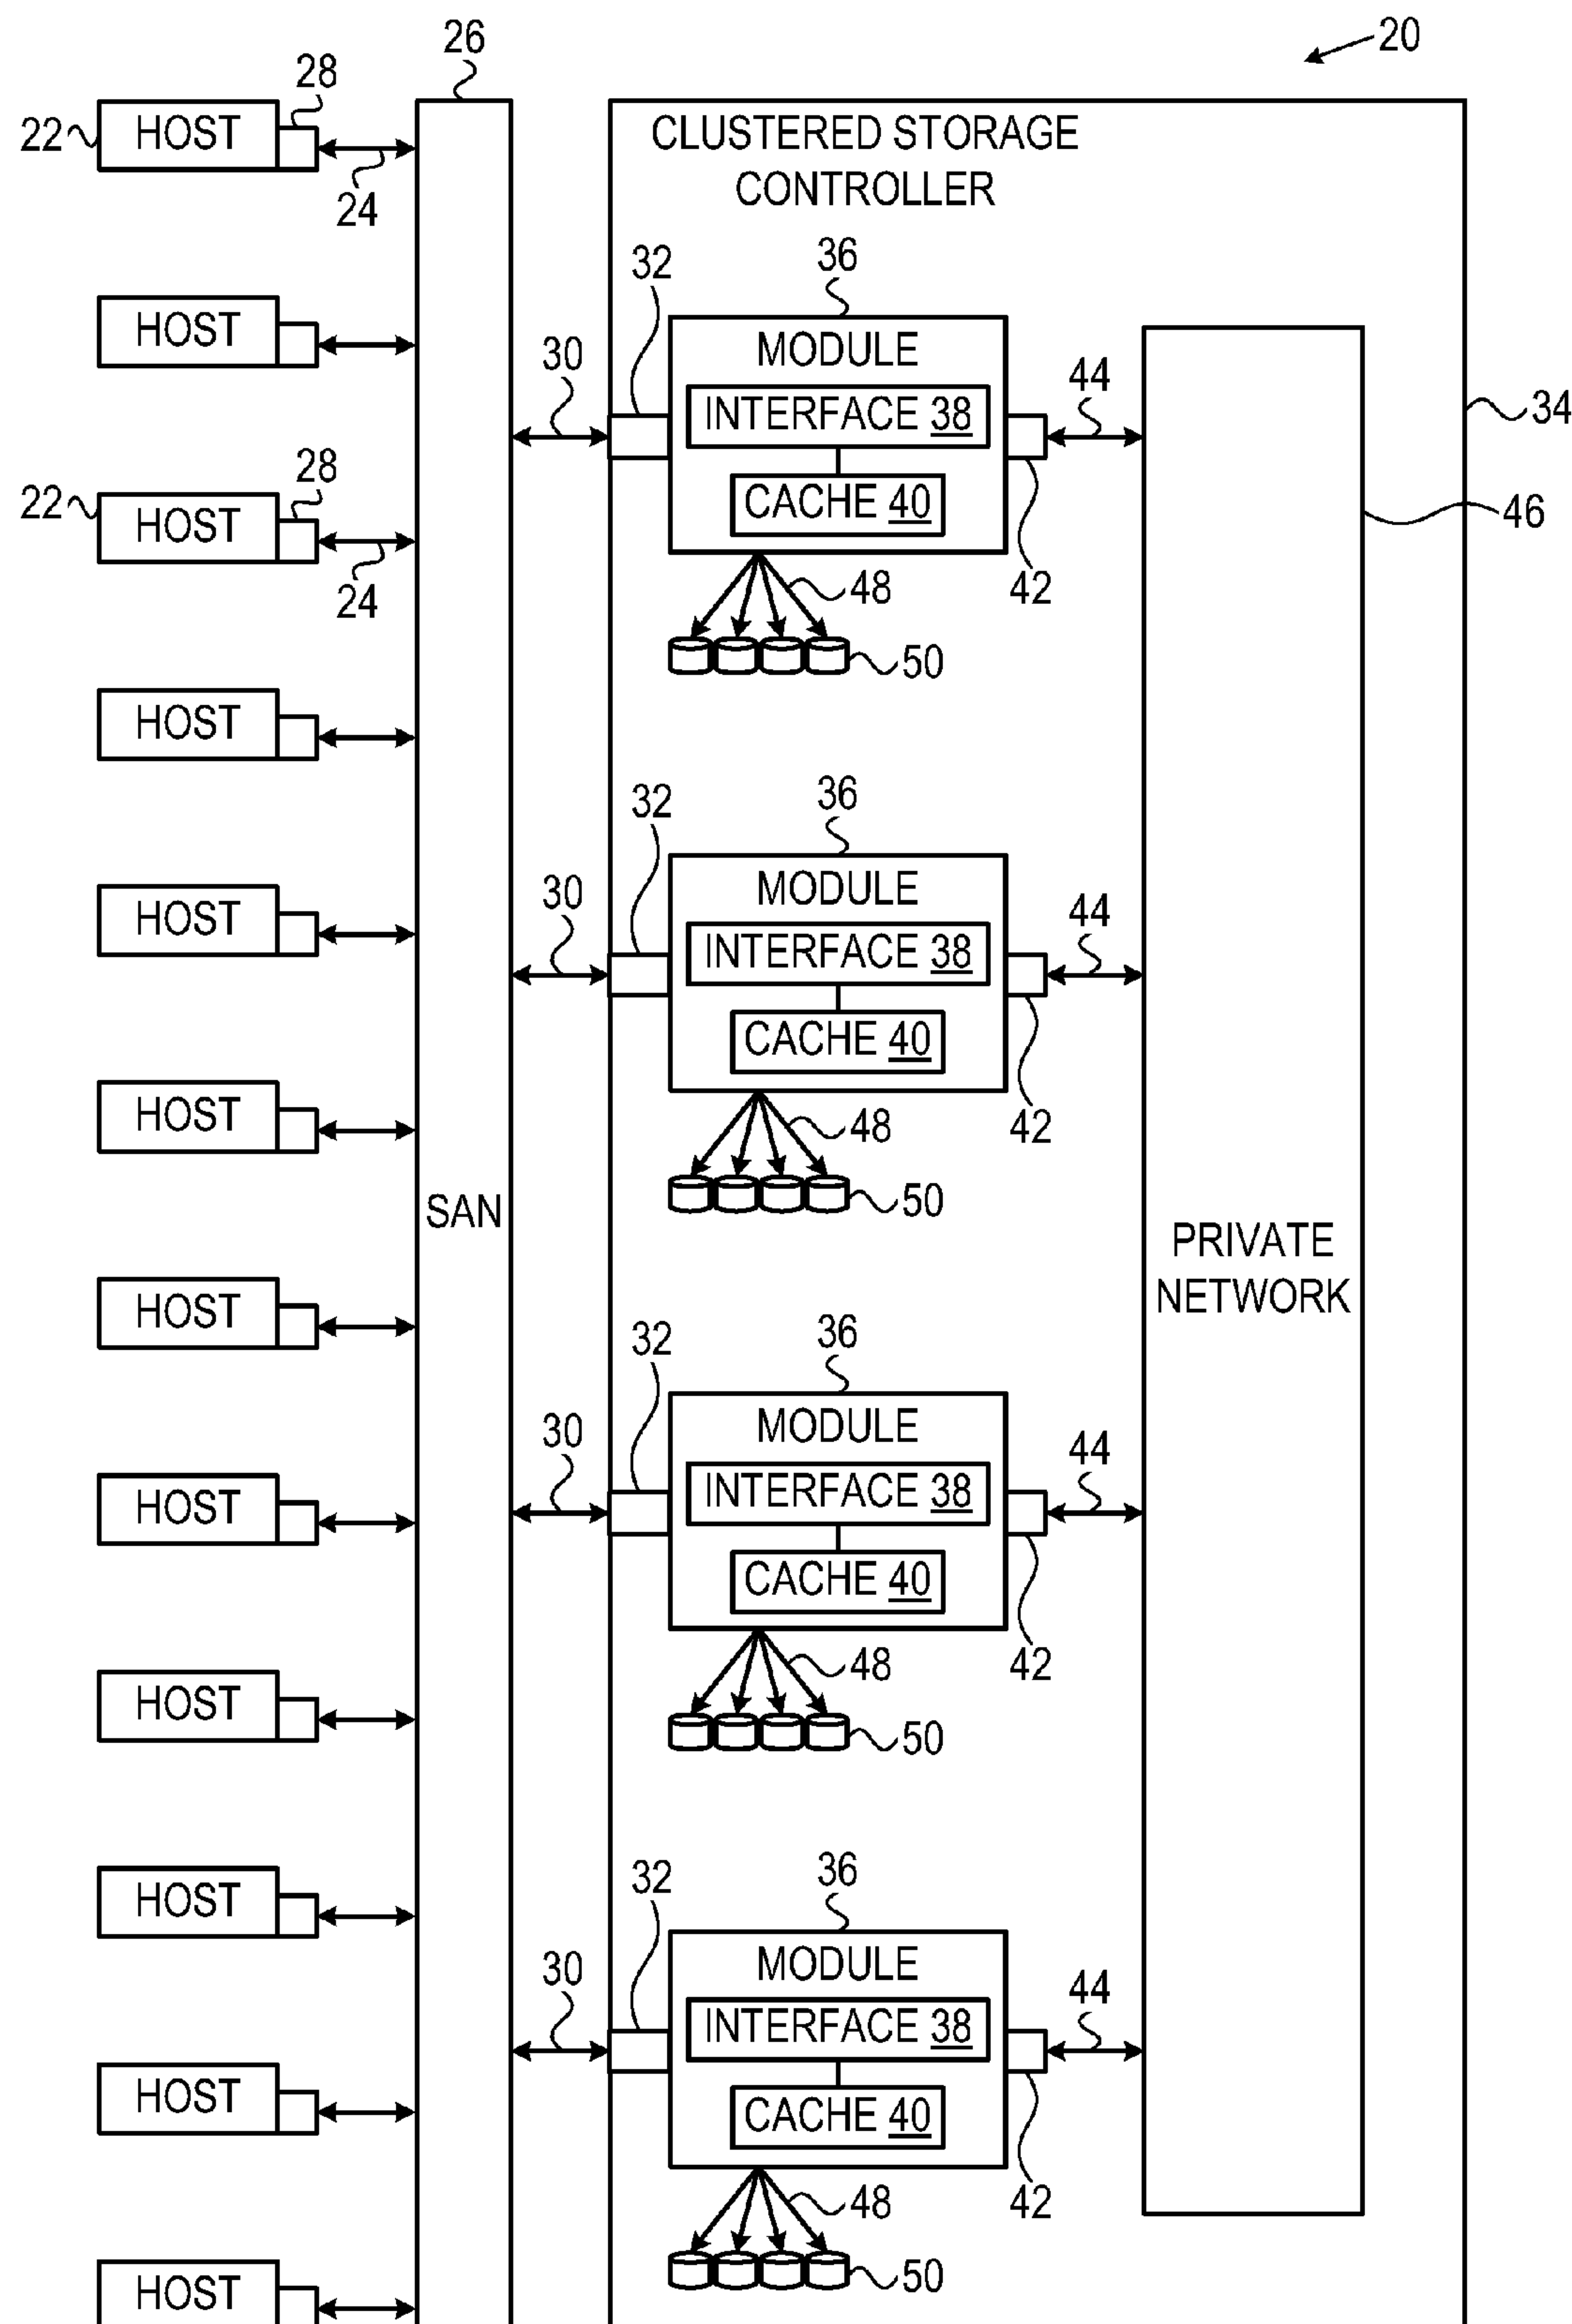 20
26
28
22 HOST
24
CLUSTERED STORAGE
CONTROLLER
HOST
28
22 HOST
24
HOST
HOST
HOST
HOST
HOST
HOST
HOST
HOST
HOST
SAN
36
32
MODULE
30
INTERFACE 38
44
CACHE 40
42
48
50
36
32
MODULE
30
INTERFACE 38
44
CACHE 40
42
48
50
36
32
MODULE
30
INTERFACE 38
44
CACHE 40
42
48
50
36
32
MODULE
30
INTERFACE 38
44
CACHE 40
42
48
50
34
46
PRIVATE
NETWORK